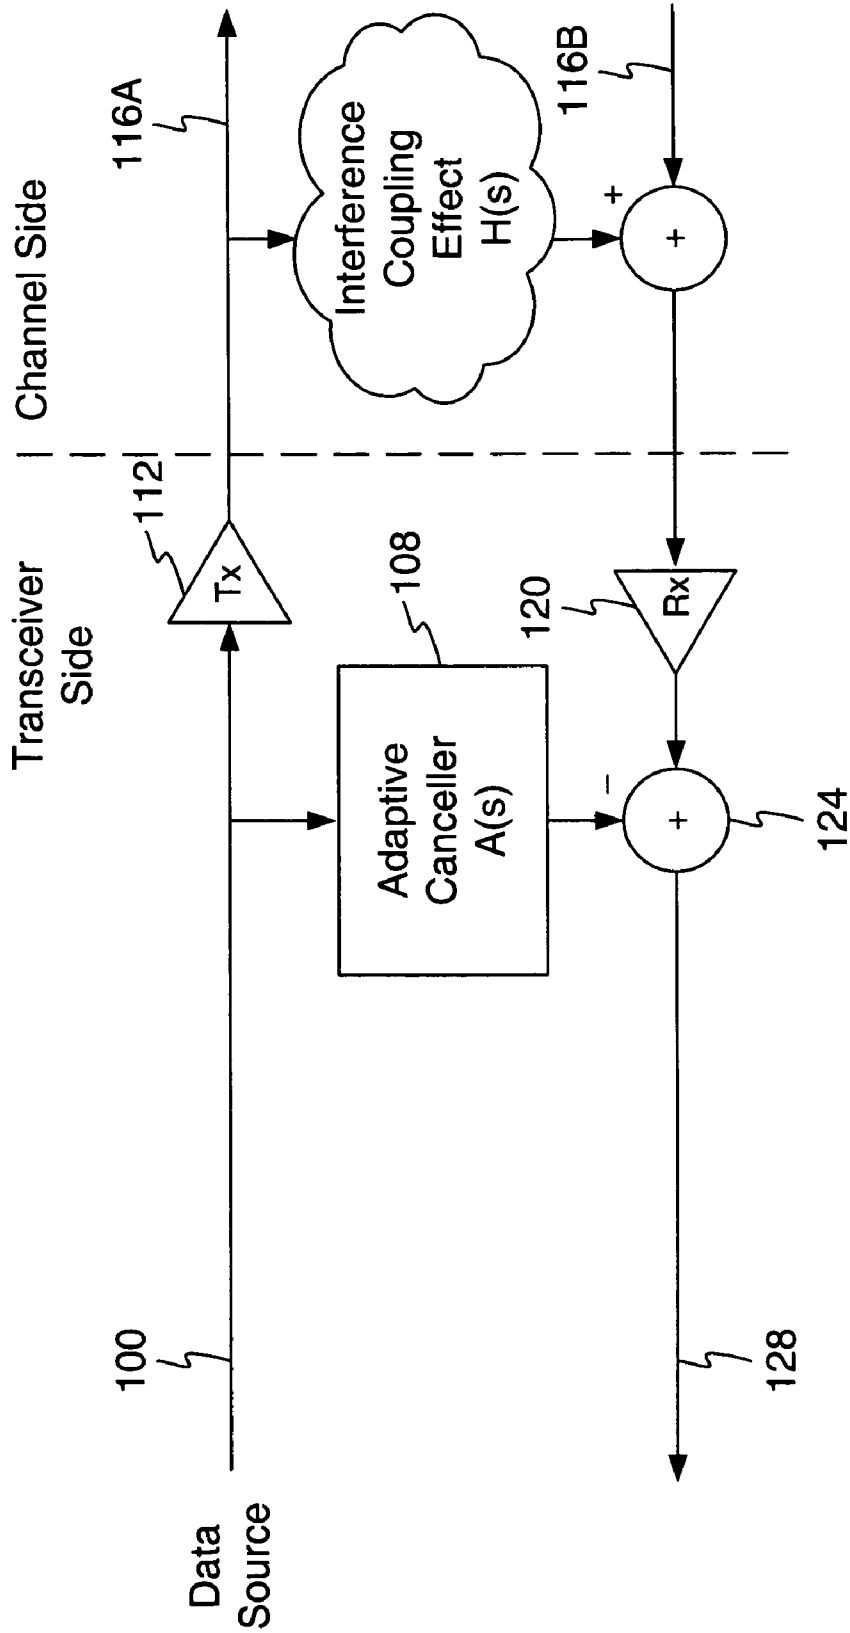 Transceiver
Side
Channel Side
Data
Source
100
112
Tx
116A
108
Adaptive
Canceller
A(s)
Interference
Coupling
Effect
H(s)
−
+
+
+
120
Rx
116B
124
128